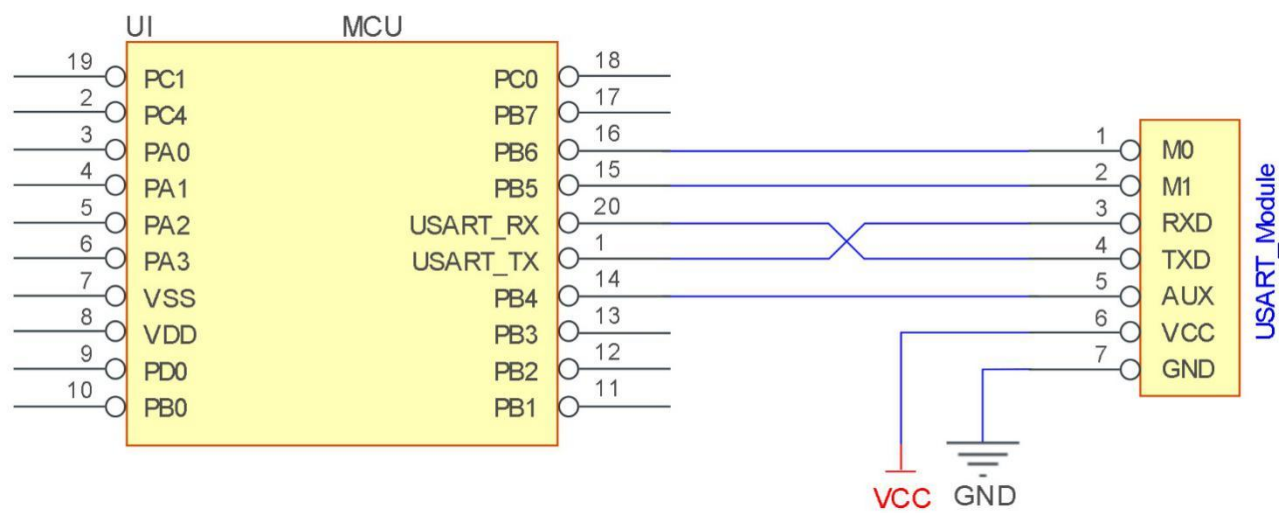 UI MCU
19 PC1 PC0 18
2 PC4 PB7 17
3 PA0 PB6 16
4 PA1 PB5 15
5 PA2 USART_RX 20
6 PA3 USART_TX 1
7 VSS PB4 14
8 VDD PB3 13
9 PD0 PB2 12
10 PB0 PB1 11
1 M0
2 M1
3 RXD
4 TXD
5 AUX
6 VCC
7 GND
USART_Module
VCC GND